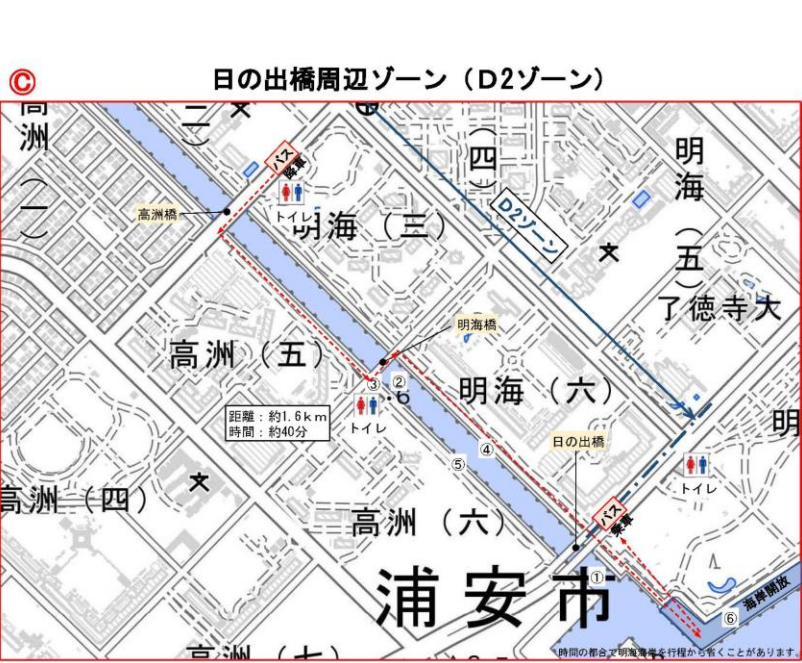 Ⓒ
日の出橋周辺ゾーン（D2ゾーン）
高洲（一）
二）
バス
降車
トイレ
高洲橋
明海（三）
（四）
D2ゾーン
明海（五）
了徳寺大
明海橋
高洲（五）
③ ②
・6
トイレ
明海（六）
距離：約1.6km
時間：約40分
④
⑤
日の出橋
明
トイレ
高洲（四）
高洲（六）
バス
乗車
①
浦安市
海岸開放
⑥
高洲（七）
時間の都合で明海海岸を行程から省くことがあります。